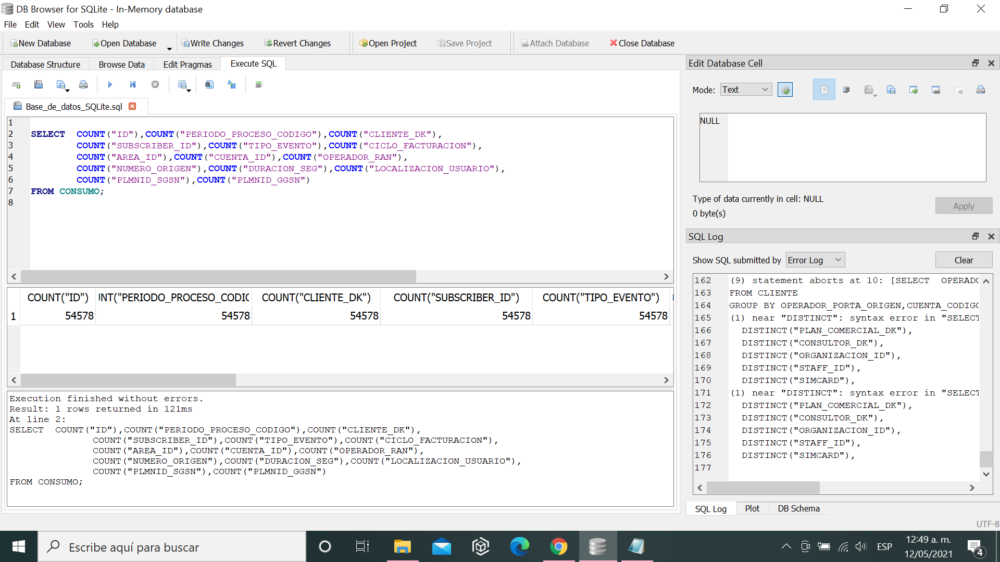 DB Browser for SQLite - In-Memory database
File Edit View Tools Help
New Database Open Database Write Changes Revert Changes Open Project Save Project Attach Database Close Database
Database Structure Browse Data Edit Pragmas Execute SQL
Base_de_datos_SQLite.sql
1
2 SELECT COUNT("ID"),COUNT("PERIODO_PROCESO_CODIGO"),COUNT("CLIENTE_DK"),
3 COUNT("SUBSCRIBER_ID"),COUNT("TIPO_EVENTO"),COUNT("CICLO_FACTURACION"),
4 COUNT("AREA_ID"),COUNT("CUENTA_ID"),COUNT("OPERADOR_RAN"),
5 COUNT("NUMERO_ORIGEN"),COUNT("DURACION_SEG"),COUNT("LOCALIZACION_USUARIO"),
6 COUNT("PLMNID_SGSN"),COUNT("PLMNID_GGSN")
7 FROM CONSUMO;
8
COUNT("ID") JNT("PERIODO_PROCESO_CODIG COUNT("CLIENTE_DK") COUNT("SUBSCRIBER_ID") COUNT("TIPO_EVENTO")
1 54578 54578 54578 54578 54578
Execution finished without errors.
Result: 1 rows returned in 121ms
At line 2:
SELECT COUNT("ID"),COUNT("PERIODO_PROCESO_CODIGO"),COUNT("CLIENTE_DK"),
COUNT("SUBSCRIBER_ID"),COUNT("TIPO_EVENTO"),COUNT("CICLO_FACTURACION"),
COUNT("AREA_ID"),COUNT("CUENTA_ID"),COUNT("OPERADOR_RAN"),
COUNT("NUMERO_ORIGEN"),COUNT("DURACION_SEG"),COUNT("LOCALIZACION_USUARIO"),
COUNT("PLMNID_SGSN"),COUNT("PLMNID_GGSN")
FROM CONSUMO;
Edit Database Cell
Mode: Text
NULL
Type of data currently in cell: NULL
0 byte(s)
Apply
SQL Log
Show SQL submitted by Error Log Clear
162 (9) statement aborts at 10: [SELECT OPERADO
163 FROM CLIENTE
164 GROUP BY OPERADOR_PORTA_ORIGEN,CUENTA_CODIGO
165 (1) near "DISTINCT": syntax error in "SELECT
166 DISTINCT("PLAN_COMERCIAL_DK"),
167 DISTINCT("CONSULTOR_DK"),
168 DISTINCT("ORGANIZACION_ID"),
169 DISTINCT("STAFF_ID"),
170 DISTINCT("SIMCARD"),
171 (1) near "DISTINCT": syntax error in "SELECT
172 DISTINCT("PLAN_COMERCIAL_DK"),
173 DISTINCT("CONSULTOR_DK"),
174 DISTINCT("ORGANIZACION_ID"),
175 DISTINCT("STAFF_ID"),
176 DISTINCT("SIMCARD"),
177
SQL Log Plot DB Schema
UTF-8
Escribe aquí para buscar
ESP
12:49 a. m.
12/05/2021
4